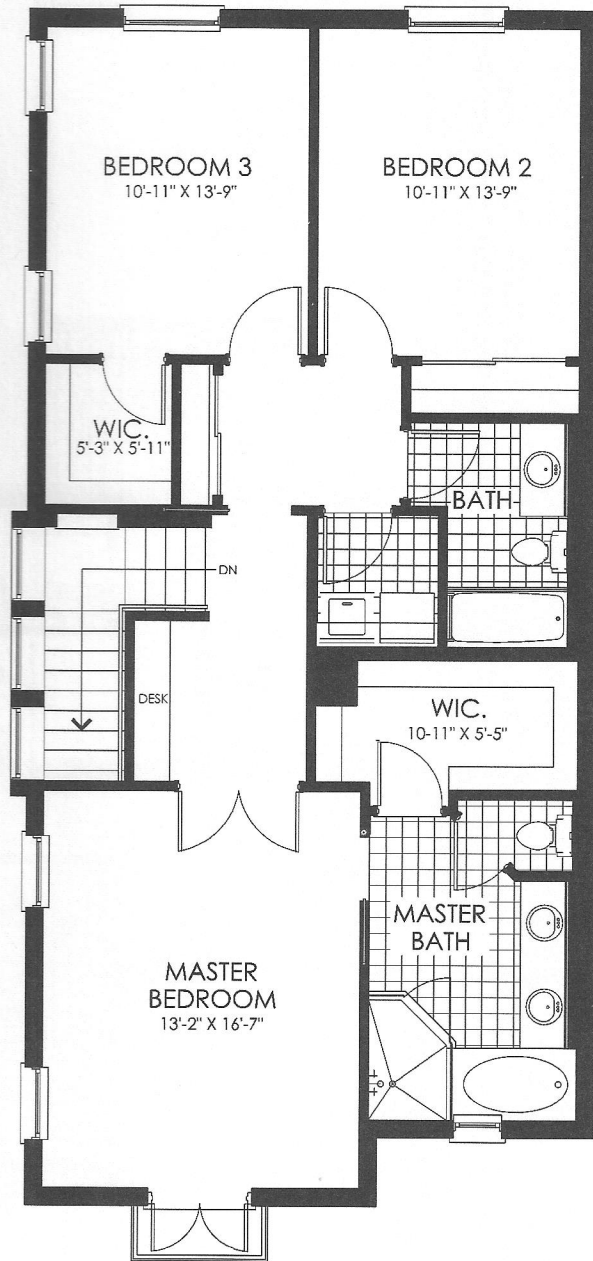 BEDROOM 3
10'-11" X 13'-9"
BEDROOM 2
10'-11" X 13'-9"
WIC.
5'-3" X 5'-11"
BATH
DN
DESK
WIC.
10'-11" X 5'-5"
MASTER
BATH
MASTER
BEDROOM
13'-2" X 16'-7"